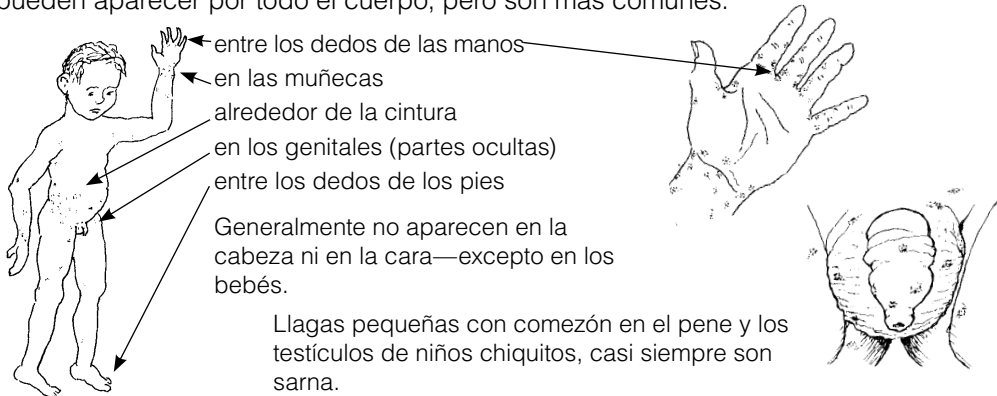 pueden aparecer por todo el cuerpo, pero son más comunes:
entre los dedos de las manos
en las muñecas
alrededor de la cintura
en los genitales (partes ocultas)
entre los dedos de los pies
Generalmente no aparecen en la
cabeza ni en la cara—excepto en los
bebés.
Llagas pequeñas con comezón en el pene y los
testículos de niños chiquitos, casi siempre son
sarna.